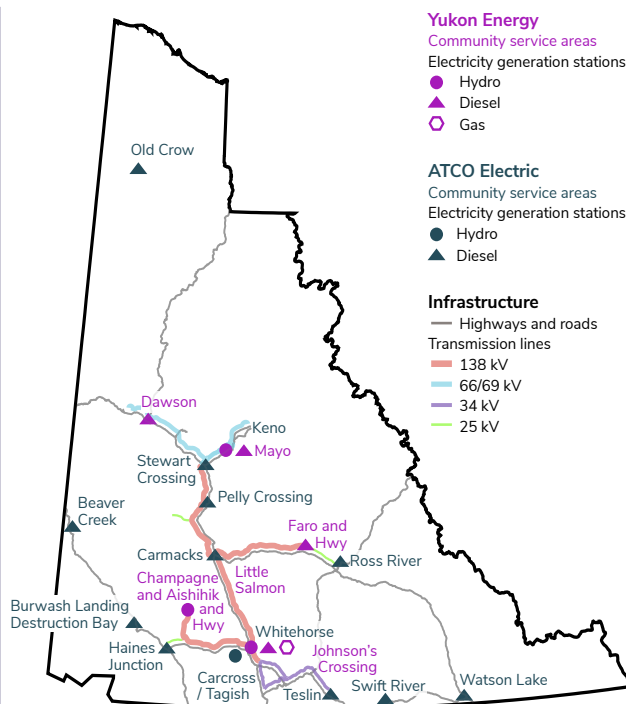 Yukon Energy
Community service areas
Electricity generation stations
Hydro
Diesel
Gas
ATCO Electric
Community service areas
Electricity generation stations
Hydro
Diesel
Infrastructure
Highways and roads
Transmission lines
138 kV
66/69 kV
34 kV
25 kV
Old Crow
Dawson
Keno
Mayo
Stewart
Crossing
Pelly Crossing
Beaver
Creek
Faro and
Hwy
Carmacks
Ross River
Little
Salmon
Champagne
and Aishihik
and
Hwy
Burwash Landing
Destruction Bay
Whitehorse
Haines
Junction
Johnson's
Crossing
Carcross
/ Tagish
Teslin
Swift River
Watson Lake